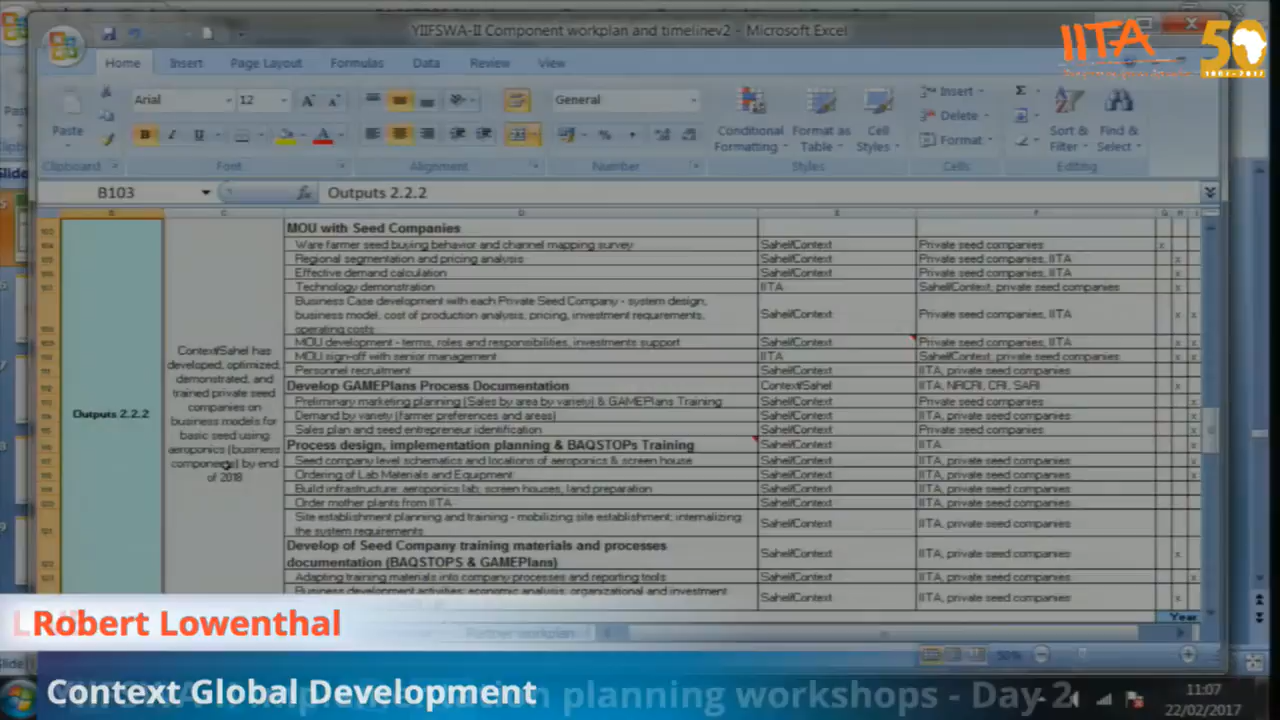 YIIFSWA-II Component workplan and timelinev2 - Microsoft Excel
IITA 50
1967-2017
Home Insert Page Layout Formulas Data Review View
Arial 12 General
Paste
Conditional Formatting
Format as Table
Cell Styles
Insert
Delete
Format
Sort & Filter
Find & Select
Clipboard Font Alignment Number Styles Cells Editing
B103 fx Outputs 2.2.2
MOU with Seed Companies
Ware farmer seed buying behavior and channel mapping survey Sahel/Context Private seed companies x
Regional segmentation and pricing analysis Sahel/Context Private seed companies, IITA x
Effective demand calculation Sahel/Context Private seed companies, IITA x
Technology demonstration IITA Sahel/Context, private seed companies x
Business Case development with each Private Seed Company - system design,
business model, cost of production analysis, pricing, investment requirements,
operating costs Sahel/Context Private seed companies, IITA x
MOU development - terms, roles and responsibilities, investments support Sahel/Context Private seed companies, IITA x
MOU sign-off with senior management IITA Sahel/Context, private seed companies x
Personnel recruitment Sahel/Context IITA, private seed companies x
Develop GAMEPlans Process Documentation Context/Sahel IITA, NRCRI, CRI, SARI x
Preliminary marketing planning (Sales by area by variety) & GAMEPlans Training Sahel/Context IITA, private seed companies x
Demand by variety (farmer preferences and areas) Sahel/Context IITA, private seed companies x
Sales plan and seed entrepreneur identification Sahel/Context Private seed companies x
Process design, implementation planning & BAQSTOPs Training Sahel/Context IITA x
Seed company level schematics and locations of aeroponics & screen house Sahel/Context IITA, private seed companies x
Ordering of Lab Materials and Equipment Sahel/Context IITA, private seed companies x
Build infrastructure: aeroponics lab; screen houses, land preparation Sahel/Context IITA, private seed companies
Order mother plants from IITA Sahel/Context IITA, private seed companies
Site establishment planning and training - mobilizing site establishment; internalizing
the system requirements Sahel/Context IITA, private seed companies
Develop of Seed Company training materials and processes
documentation (BAQSTOPS & GAMEPlans) Sahel/Context IITA, private seed companies x
Adapting training materials into company processes and reporting tools Sahel/Context IITA, private seed companies x
Business development activities: economic analysis, organizational and investment Sahel/Context IITA, private seed companies x
Outputs 2.2.2
Context/Sahel has
developed, optimized,
demonstrated, and
trained private seed
companies on
business models for
basic seed using
aeroponics (business
components) by end
of 2018
Year
Robert Lowenthal
Partner workplan
50%
Context Global Development
planning workshops - Day 2
11:07
22/02/2017